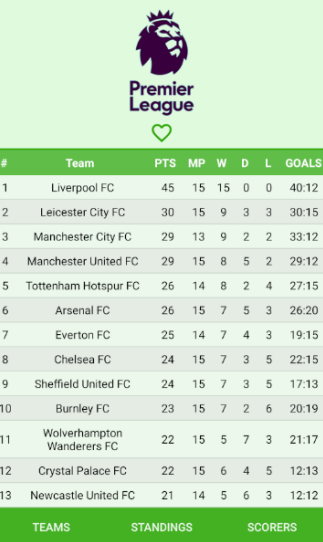 Premier
League
# Team PTS MP W D L GOALS
1 Liverpool FC 45 15 15 0 0 40:12
2 Leicester City FC 30 15 9 3 3 30:15
3 Manchester City FC 29 13 9 2 2 33:12
4 Manchester United FC 29 15 8 5 2 29:12
5 Tottenham Hotspur FC 26 14 8 2 4 27:15
6 Arsenal FC 26 15 7 5 3 26:20
7 Everton FC 25 14 7 4 3 19:15
8 Chelsea FC 24 15 7 3 5 22:15
9 Sheffield United FC 24 15 7 3 5 17:13
10 Burnley FC 23 15 7 2 6 20:19
11 Wolverhampton
Wanderers FC 22 15 5 7 3 21:17
12 Crystal Palace FC 22 15 6 4 5 12:13
13 Newcastle United FC 21 14 5 6 3 12:12
TEAMS STANDINGS SCORERS